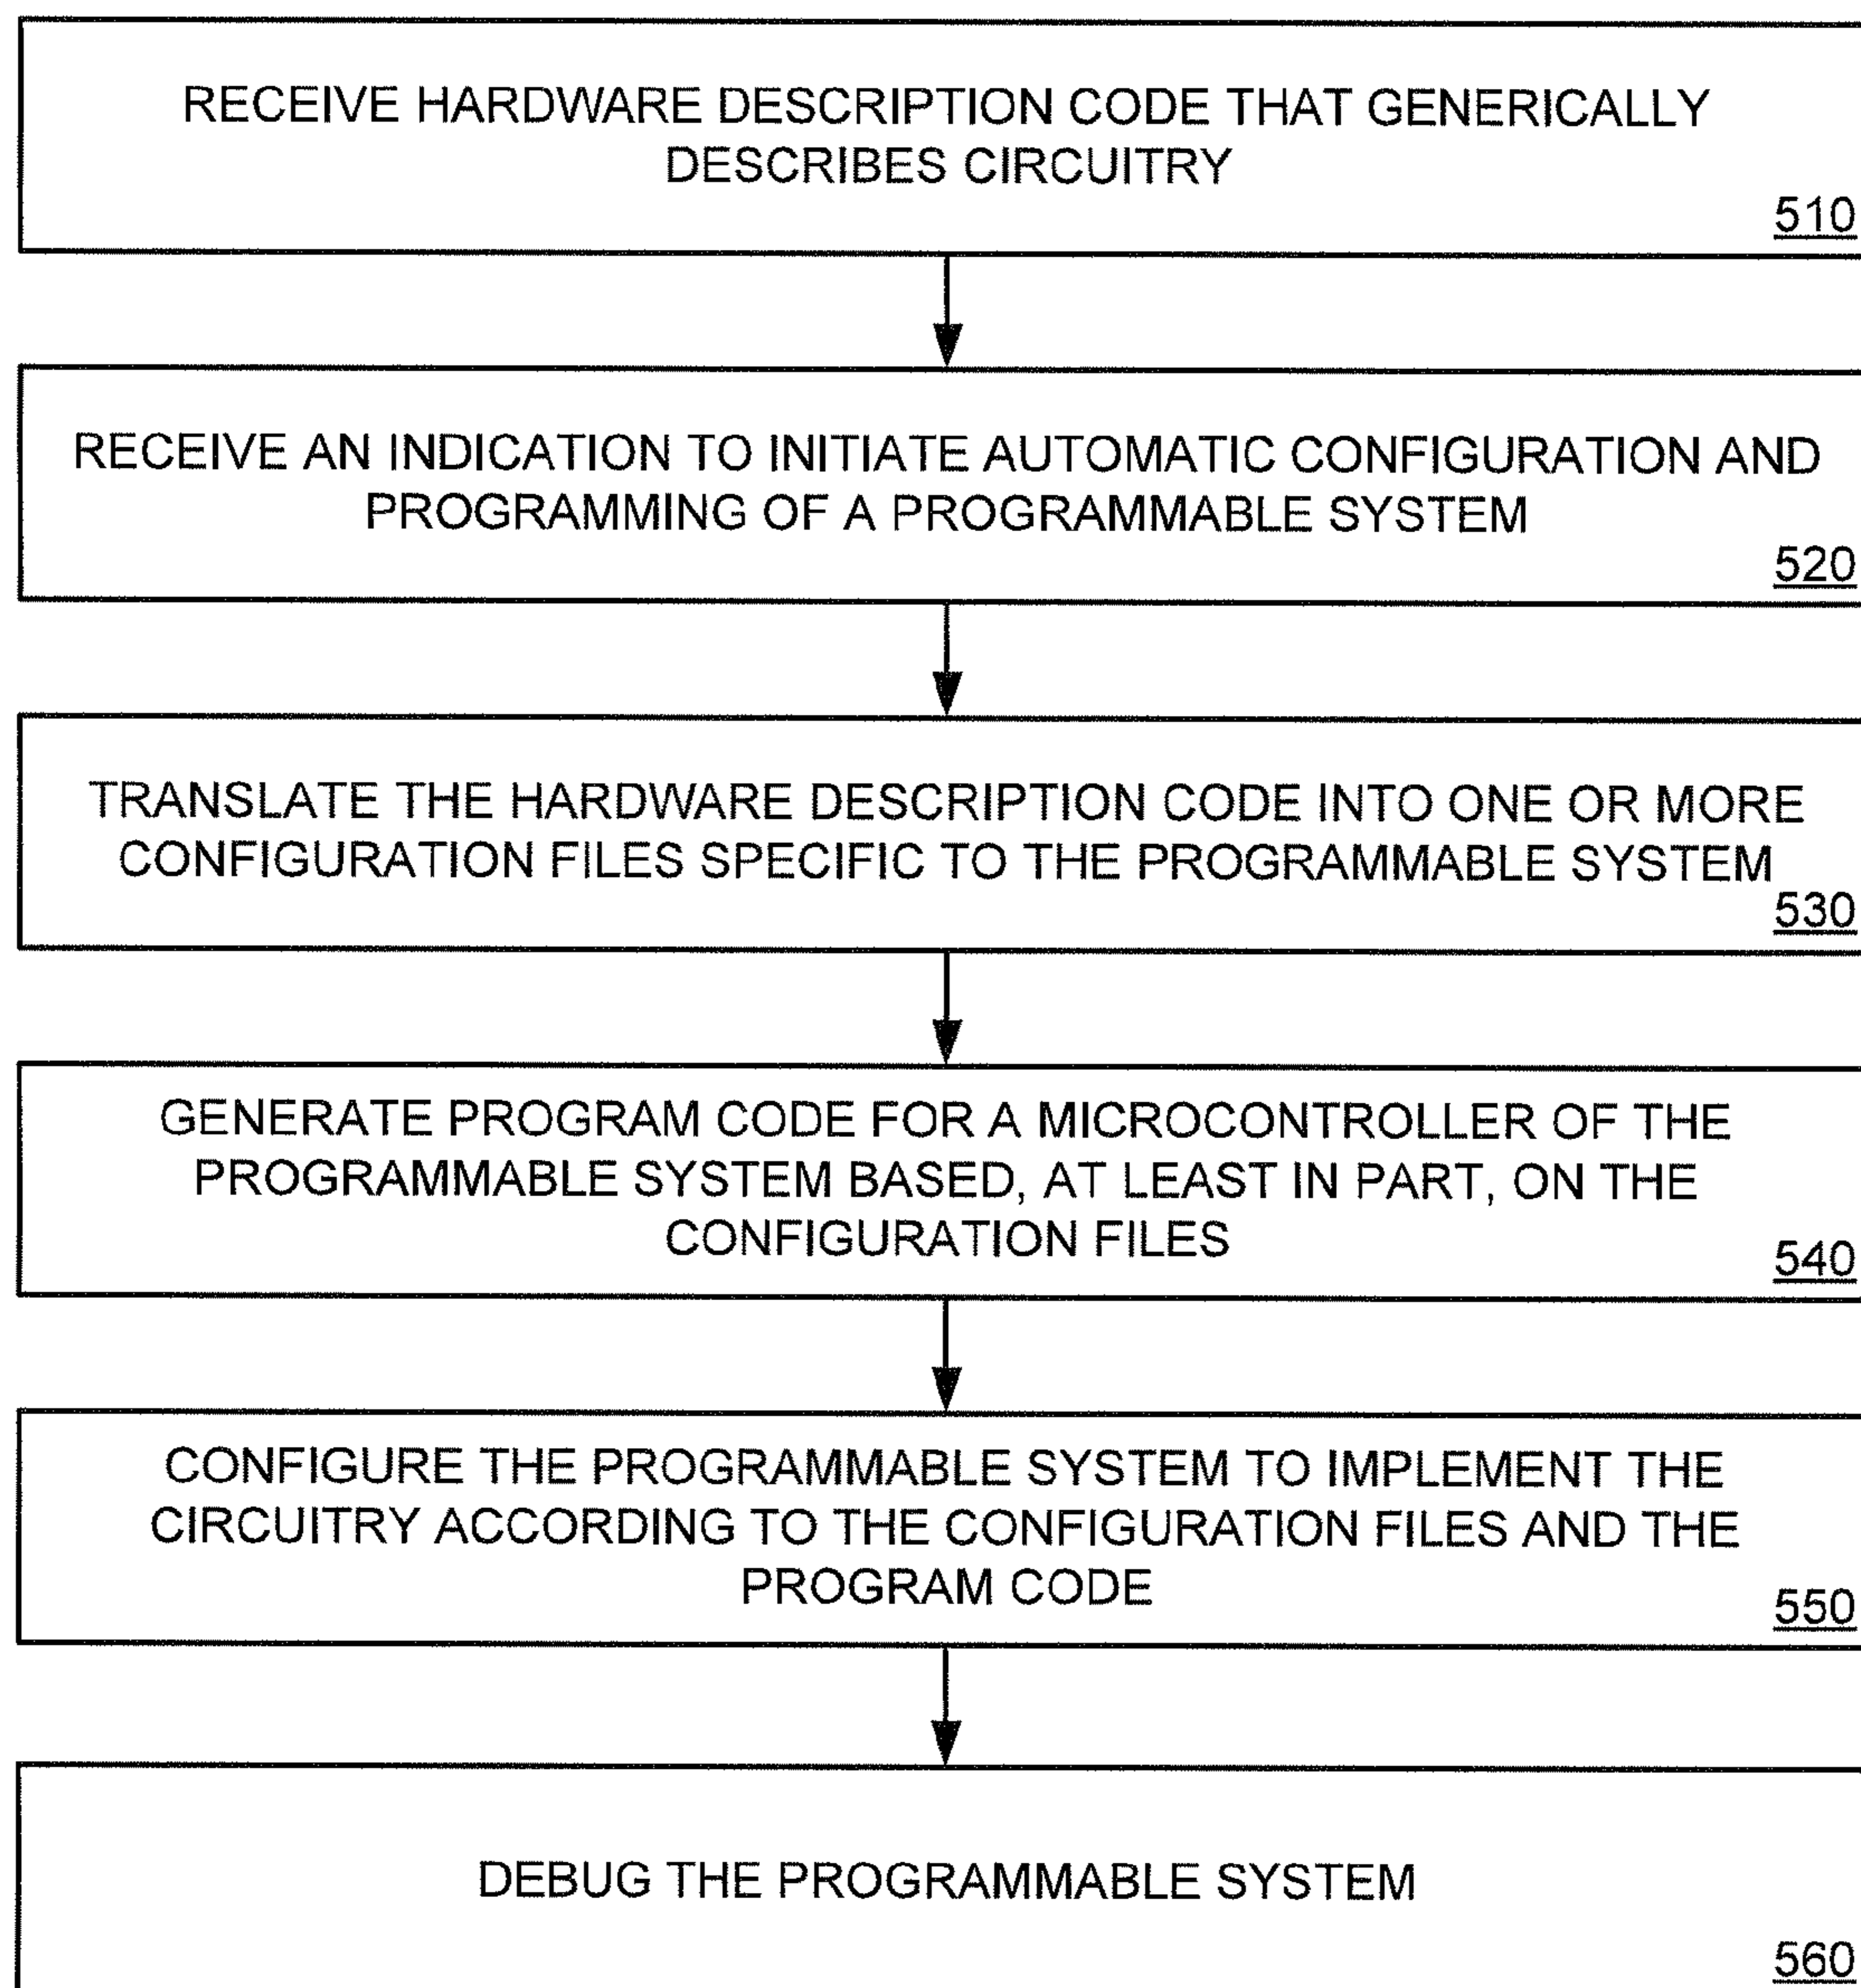 RECEIVE HARDWARE DESCRIPTION CODE THAT GENERICALLY
DESCRIBES CIRCUITRY
510
RECEIVE AN INDICATION TO INITIATE AUTOMATIC CONFIGURATION AND
PROGRAMMING OF A PROGRAMMABLE SYSTEM
520
TRANSLATE THE HARDWARE DESCRIPTION CODE INTO ONE OR MORE
CONFIGURATION FILES SPECIFIC TO THE PROGRAMMABLE SYSTEM
530
GENERATE PROGRAM CODE FOR A MICROCONTROLLER OF THE
PROGRAMMABLE SYSTEM BASED, AT LEAST IN PART, ON THE
CONFIGURATION FILES
540
CONFIGURE THE PROGRAMMABLE SYSTEM TO IMPLEMENT THE
CIRCUITRY ACCORDING TO THE CONFIGURATION FILES AND THE
PROGRAM CODE
550
DEBUG THE PROGRAMMABLE SYSTEM
560